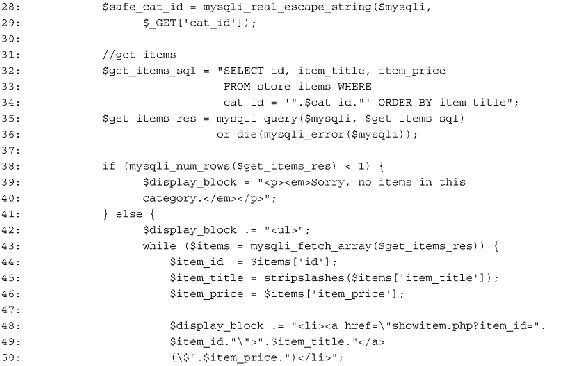 28: $safe_cat_id = mysqli_real_escape_string($mysqli,
29: $_GET['cat_id']);
30:
31: //get items
32: $get_items_sql = "SELECT id, item_title, item_price
33: FROM store_items WHERE
34: cat_id = '".$cat_id."' ORDER BY item_title";
35: $get_items_res = mysqli_query($mysqli, $get_items_sql)
36: or die(mysqli_error($mysqli));
37:
38: if (mysqli_num_rows($get_items_res) < 1) {
39: $display_block = "<p><em>Sorry, no items in this
40: category.</em></p>";
41: } else {
42: $display_block .= "<ul>";
43: while ($items = mysqli_fetch_array($get_items_res)) {
44: $item_id = $items['id'];
45: $item_title = stripslashes($items['item_title']);
46: $item_price = $items['item_price'];
47:
48: $display_block .= "<li><a href=\"showitem.php?item_id=".
49: $item_id."\">".$item_title."</a>
50: (\$".$item_price.")</li>";